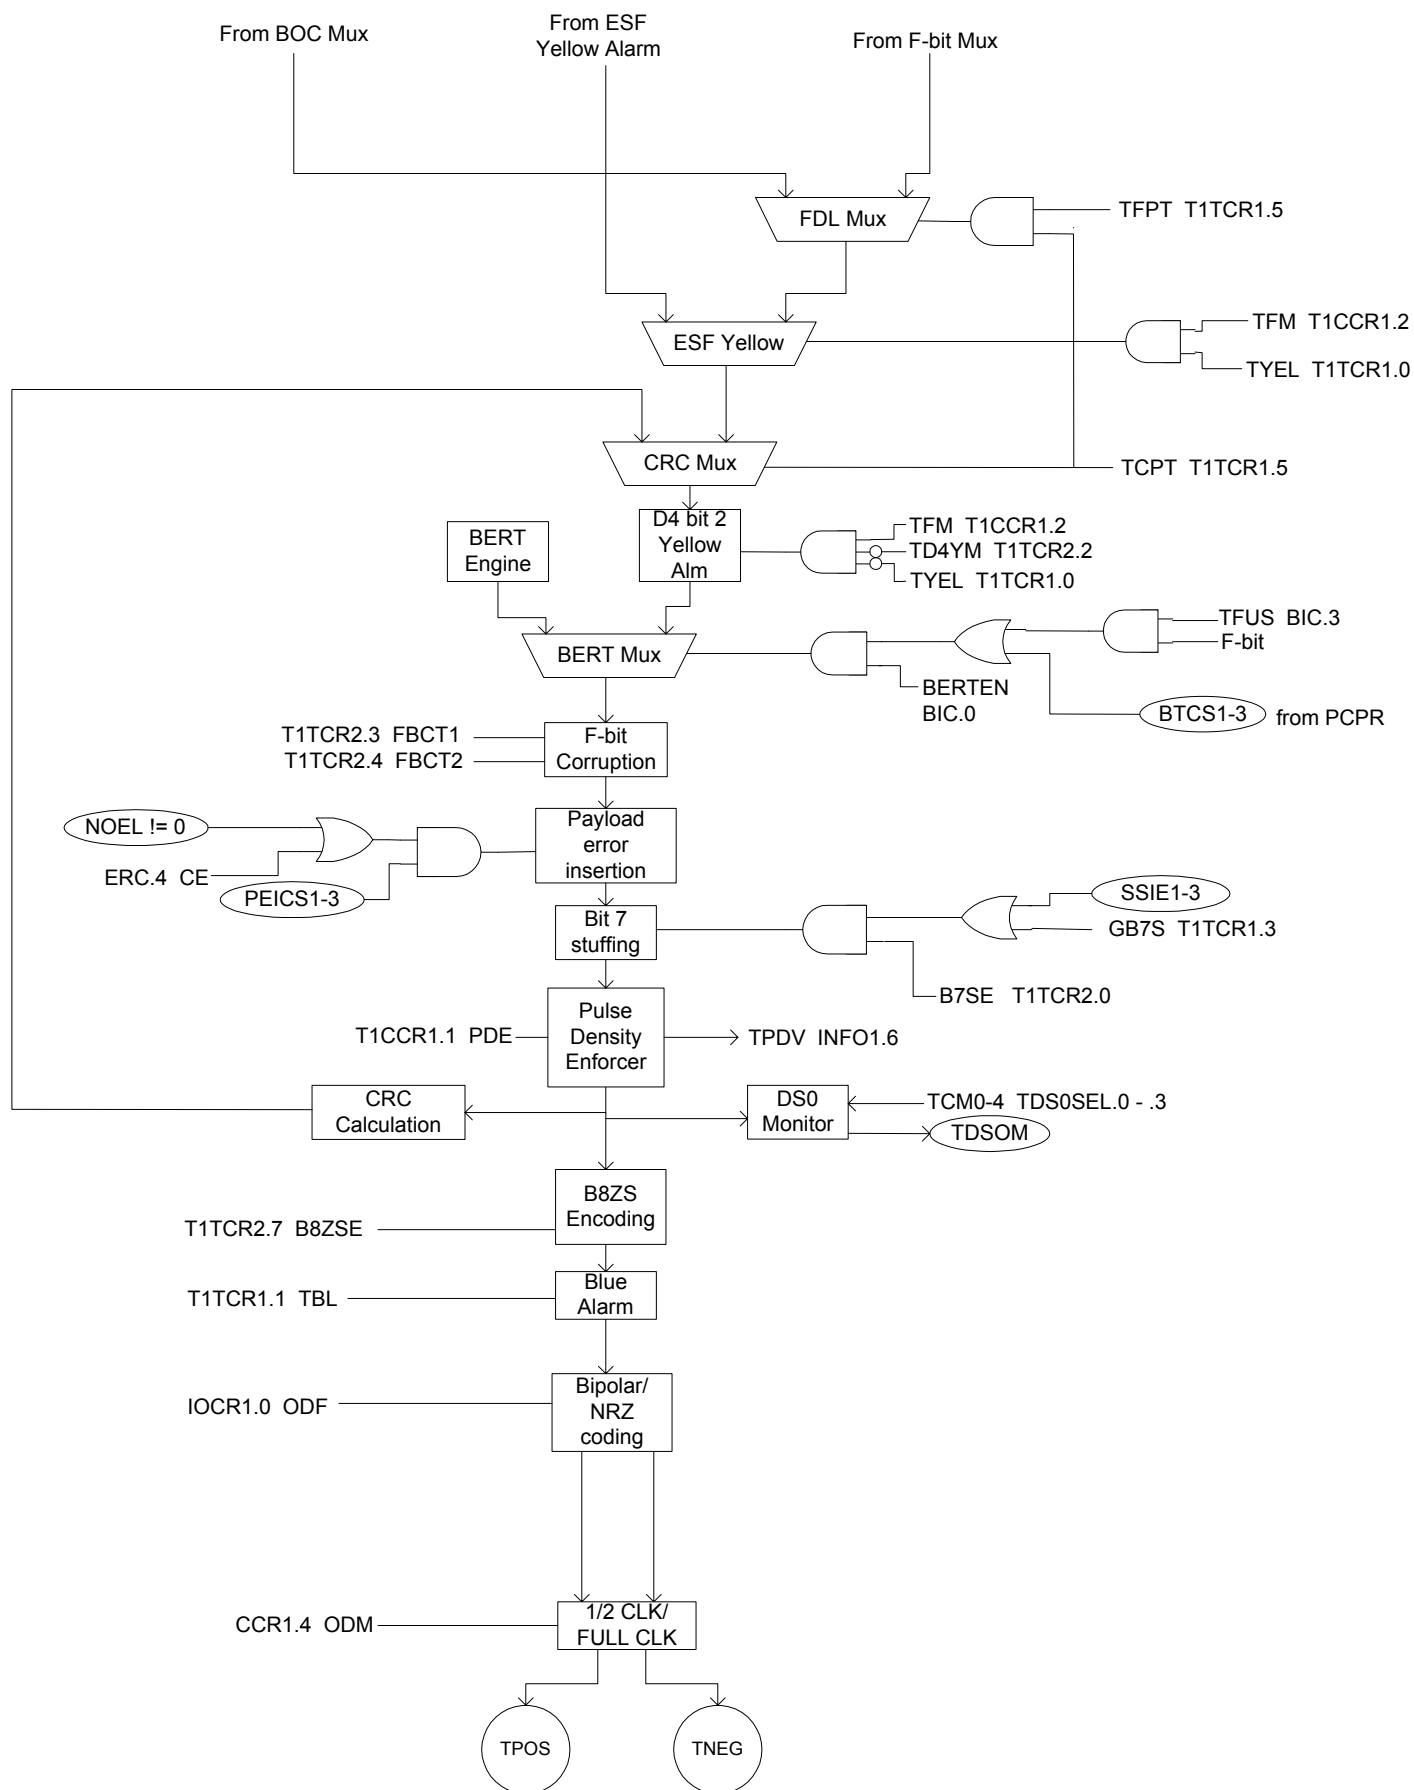 From BOC Mux
From ESF
Yellow Alarm
From F-bit Mux
FDL Mux
TFPT T1TCR1.5
ESF Yellow
TFM T1CCR1.2
TYEL T1TCR1.0
CRC Mux
TCPT T1TCR1.5
BERT
Engine
D4 bit 2
Yellow
Alm
TFM T1CCR1.2
TD4YM T1TCR2.2
TYEL T1TCR1.0
BERT Mux
TFUS BIC.3
F-bit
BERTEN
BIC.0
BTCS1-3
from PCPR
T1TCR2.3 FBCT1
T1TCR2.4 FBCT2
F-bit
Corruption
NOEL != 0
ERC.4 CE
PEICS1-3
Payload
error
insertion
Bit 7
stuffing
SSIE1-3
GB7S T1TCR1.3
B7SE T1TCR2.0
T1CCR1.1 PDE
Pulse
Density
Enforcer
TPDV INFO1.6
CRC
Calculation
DS0
Monitor
TCM0-4 TDS0SEL.0 - .3
TDSOM
T1TCR2.7 B8ZSE
B8ZS
Encoding
T1TCR1.1 TBL
Blue
Alarm
IOCR1.0 ODF
Bipolar/
NRZ
coding
CCR1.4 ODM
1/2 CLK/
FULL CLK
TPOS
TNEG